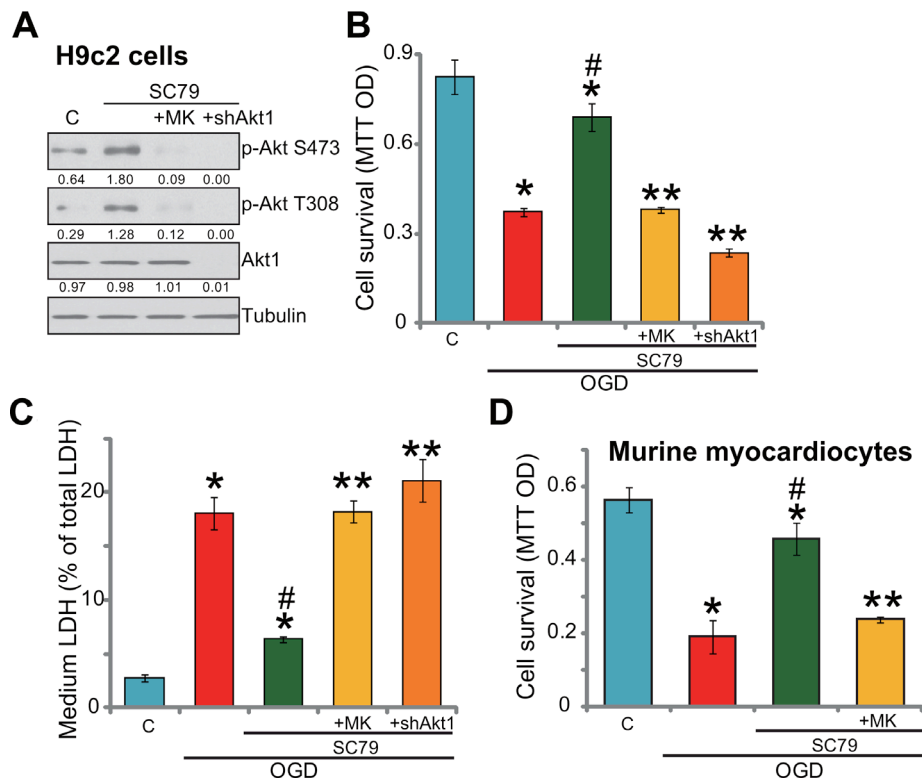 A
H9c2 cells
SC79
C +MK +shAkt1
p-Akt S473
0.64 1.80 0.09 0.00
p-Akt T308
0.29 1.28 0.12 0.00
Akt1
0.97 0.98 1.01 0.01
Tubulin
B
Cell survival (MTT OD)
0.9
0.6
0.3
0
#
*
*
**
**
C
+MK +shAkt1
SC79
OGD
C
Medium LDH (% of total LDH)
20
10
0
*
#
*
**
**
C
+MK +shAkt1
SC79
OGD
D
Murine myocardiocytes
Cell survival (MTT OD)
0.6
0.4
0.2
0
*
#
*
**
C
+MK
SC79
OGD